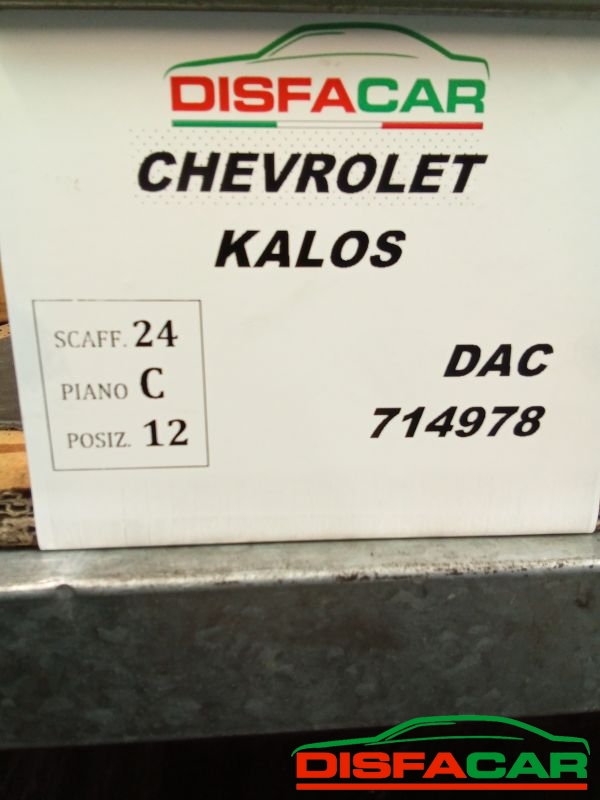 DISFACAR
CHEVROLET
KALOS
SCAFF. 24
PIANO C
POSIZ. 12
DAC
714978
DISFACAR